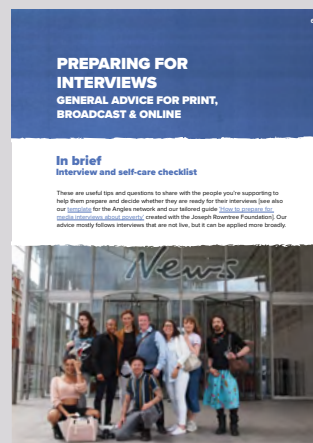 PREPARING FOR
INTERVIEWS
GENERAL ADVICE FOR PRINT,
BROADCAST & ONLINE
In brief
Interview and self-care checklist
These are useful tips and questions to share with the people you're supporting to
help them prepare and decide whether they are ready for their interviews [see also
our template for the Angles network and our tailored guide 'How to prepare for
media interviews about poverty' created with the Joseph Rowntree Foundation]. Our
advice mostly follows interviews that are not live, but it can be applied more broadly.
News